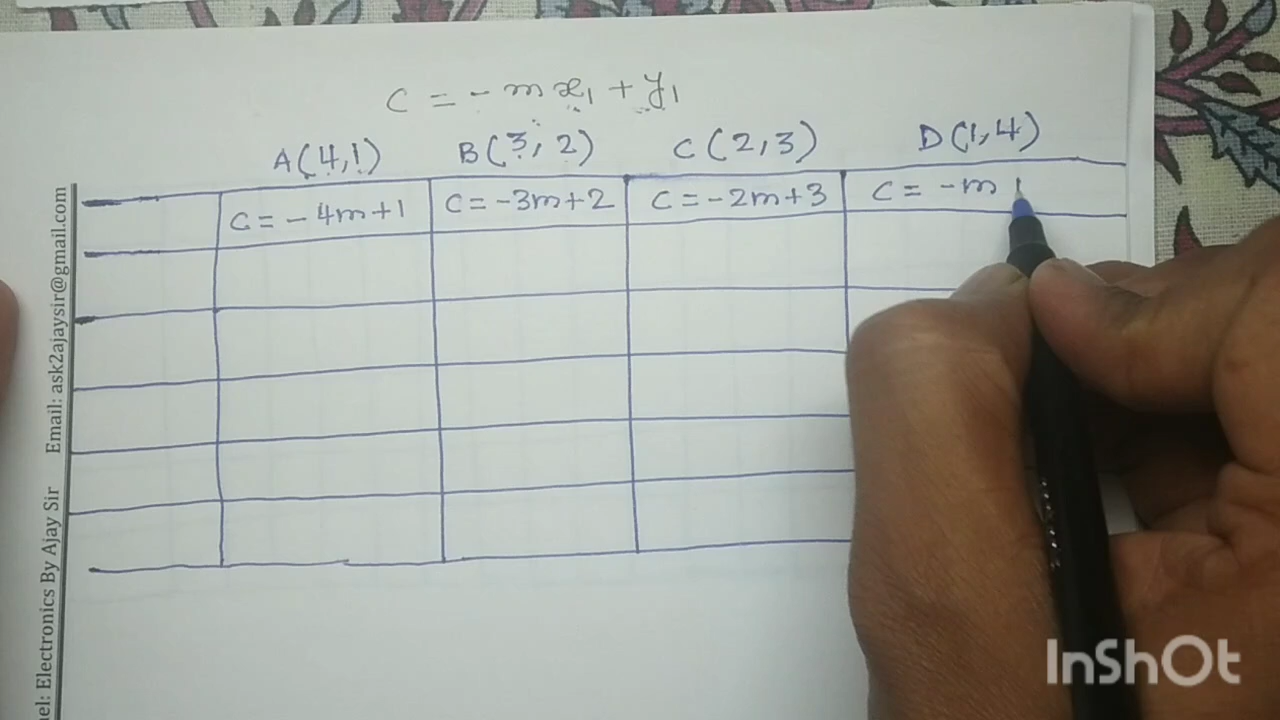 C = - m x₁ + y₁
A(4,1) B(3,2) C(2,3) D(1,4)
C = - 4m + 1 C = - 3m + 2 C = - 2m + 3 C = - m
Electronics By Ajay Sir Email: ask2ajaysir@gmail.com
InShOt